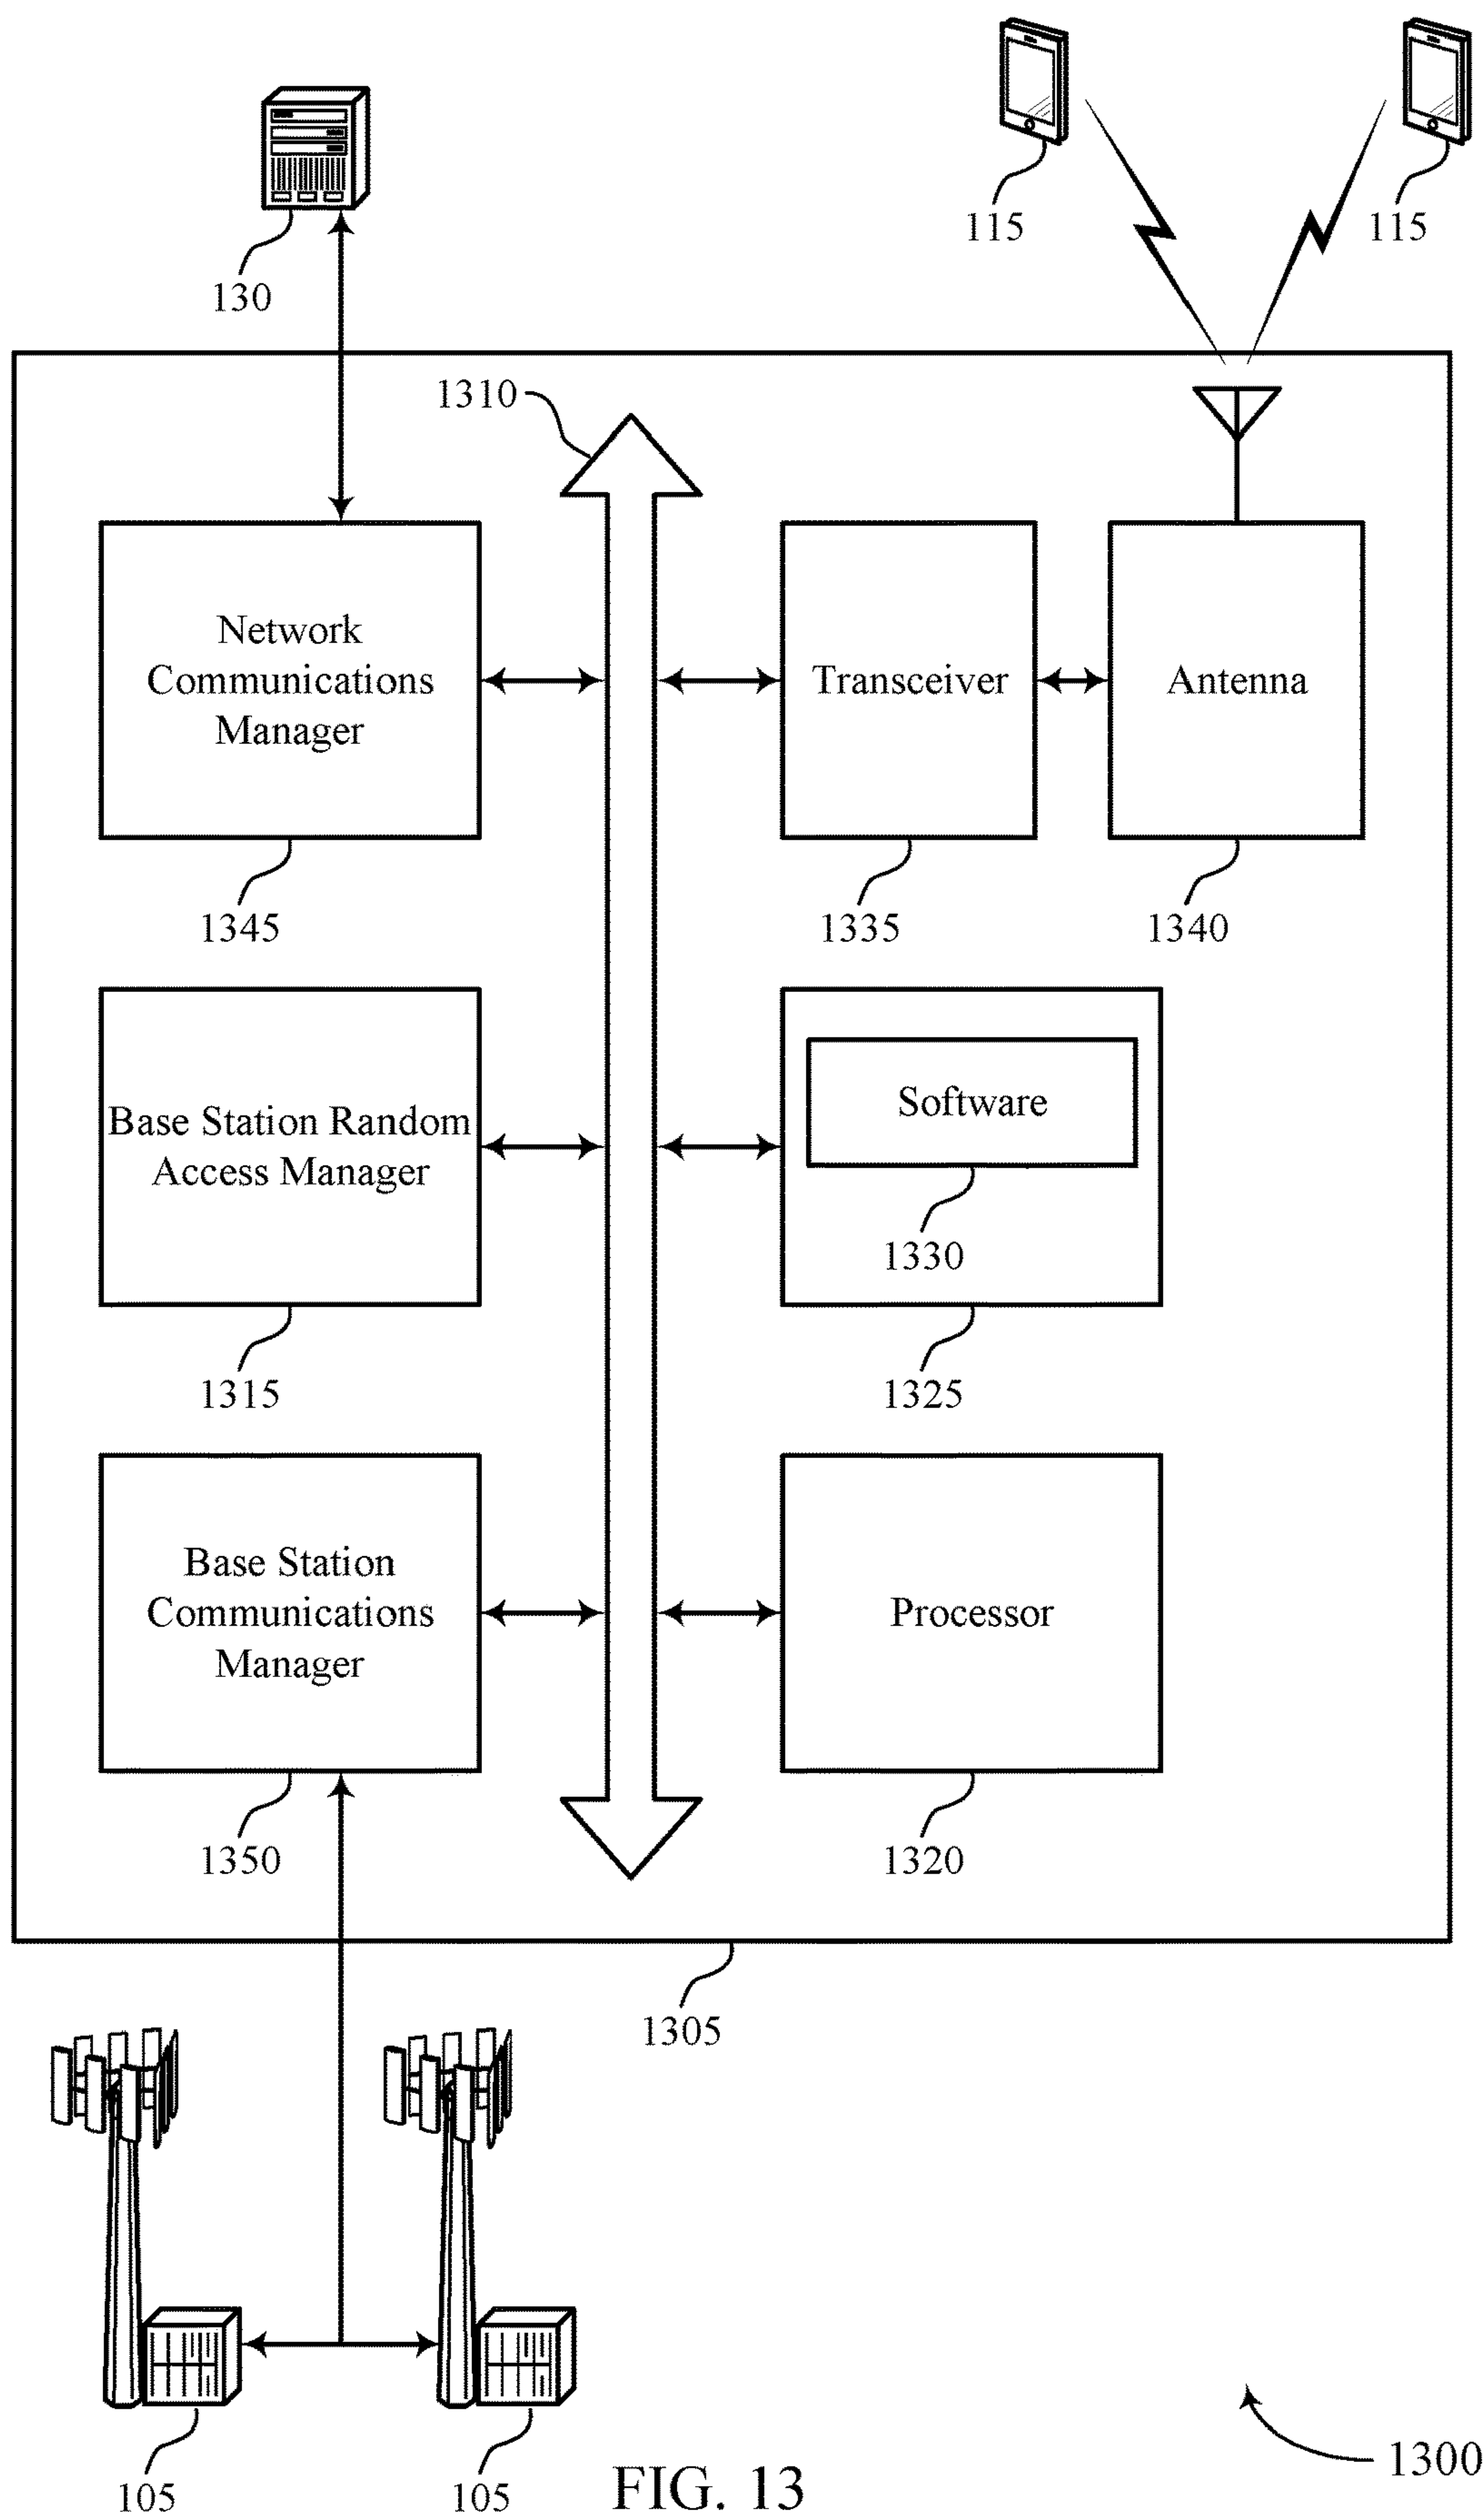 115
115
130
1310
Network
Communications
Manager
Transceiver
Antenna
1345
1335
1340
Base Station Random
Access Manager
Software
1330
1315
1325
Base Station
Communications
Manager
Processor
1350
1320
1305
105
105
FIG. 13
1300